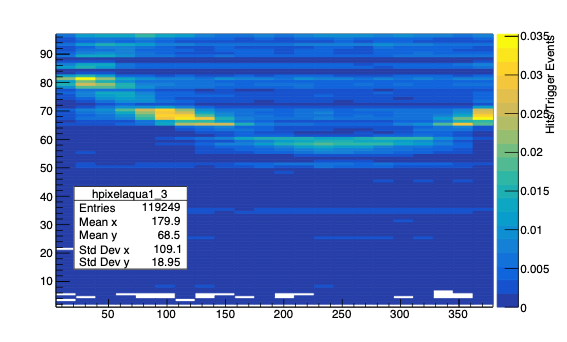 0.035
0.03
0.025
0.02
0.015
0.01
0.005
0
Hits/Trigger Events
90
80
70
60
50
40
30
20
10
hpixelaqua1_3
Entries 119249
Mean x 179.9
Mean y 68.5
Std Dev x 109.1
Std Dev y 18.95
50 100 150 200 250 300 350